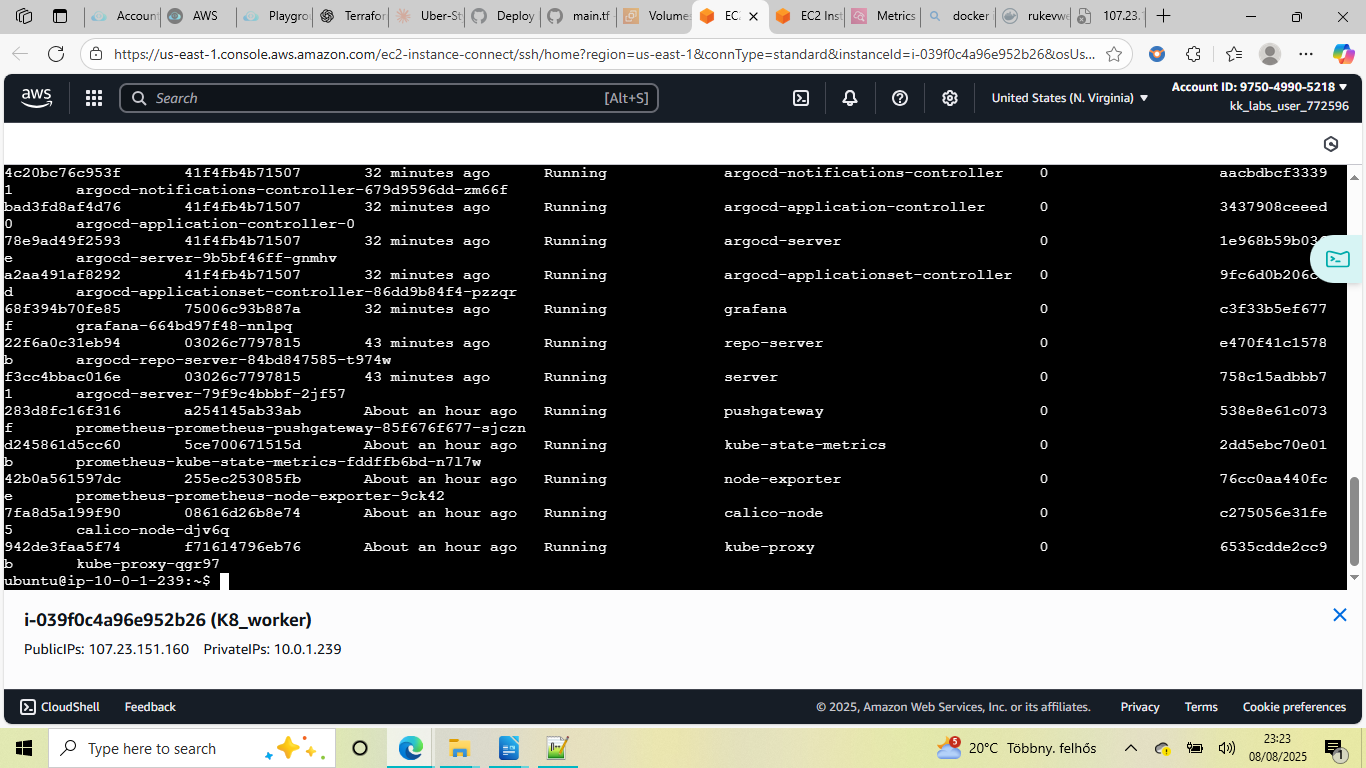 Account
AWS
Playgrou
Terrafor
Uber-St
Deploy
main.tf
Volume
EC2
EC2 Inst
Metrics
docker
rukevwe
107.23.1
https://us-east-1.console.aws.amazon.com/ec2-instance-connect/ssh/home?region=us-east-1&connType=standard&instanceId=i-039f0c4a96e952b26&osUs...
aws
Search
[Alt+S]
United States (N. Virginia)
Account ID: 9750-4990-5218
kk_labs_user_772596
4c20bc76c953f 41f4fb4b71507 32 minutes ago Running argocd-notifications-controller 0 aacbdbcf3339
1 argocd-notifications-controller-679d9596dd-zm66f
bad3fd8af4d76 41f4fb4b71507 32 minutes ago Running argocd-application-controller 0 3437908ceeed
0 argocd-application-controller-0
78e9ad49f2593 41f4fb4b71507 32 minutes ago Running argocd-server 0 1e968b59b03
e argocd-server-9b5bf46ff-gnmhv
a2aa491af8292 41f4fb4b71507 32 minutes ago Running argocd-applicationset-controller 0 9fc6d0b206
d argocd-applicationset-controller-86dd9b84f4-pzzqr
68f394b70fe85 75006c93b887a 32 minutes ago Running grafana 0 c3f33b5ef677
f grafana-664bd97f48-nnlpq
22f6a0c31eb94 03026c7797815 43 minutes ago Running repo-server 0 e470f41c1578
b argocd-repo-server-84bd847585-t974w
f3cc4bbac016e 03026c7797815 43 minutes ago Running server 0 758c15adbbb7
1 argocd-server-79f9c4bbbf-2jf57
283d8fc16f316 a254145ab33ab About an hour ago Running pushgateway 0 538e8e61c073
f prometheus-prometheus-pushgateway-85f676f677-sjczn
d245861d5cc60 5ce700671515d About an hour ago Running kube-state-metrics 0 2dd5ebc70e01
b prometheus-kube-state-metrics-fddffb6bd-n7l7w
42b0a561597dc 255ec253085fb About an hour ago Running node-exporter 0 76cc0aa440fc
e prometheus-prometheus-node-exporter-9ck42
7fa8d5a199f90 08616d26b8e74 About an hour ago Running calico-node 0 c275056e31fe
5 calico-node-djv6q
942de3faa5f74 f71614796eb76 About an hour ago Running kube-proxy 0 6535cdde2cc9
b kube-proxy-qgr97
ubuntu@ip-10-0-1-239:~$
i-039f0c4a96e952b26 (K8_worker)
PublicIPs: 107.23.151.160 PrivateIPs: 10.0.1.239
CloudShell
Feedback
© 2025, Amazon Web Services, Inc. or its affiliates.
Privacy
Terms
Cookie preferences
Type here to search
5
20°C Többny. felhős
23:23
08/08/2025
1